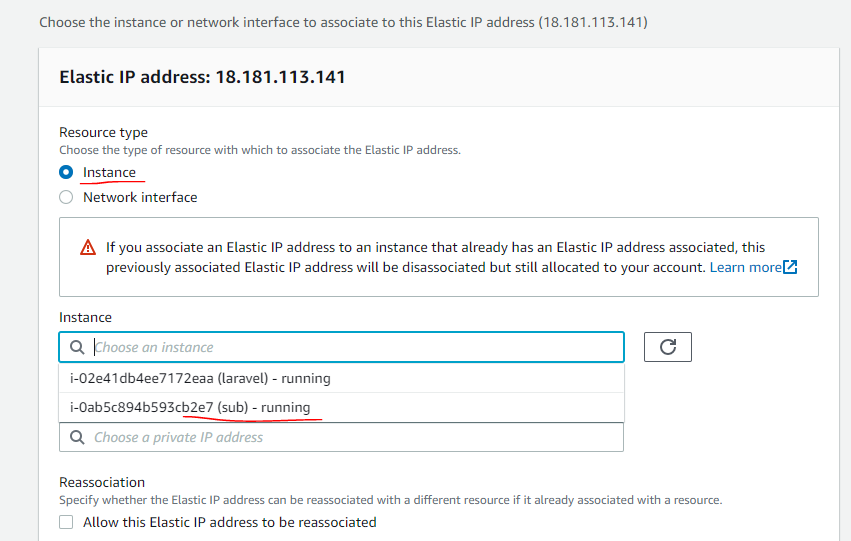 Choose the instance or network interface to associate to this Elastic IP address (18.181.113.141)
Elastic IP address: 18.181.113.141
Resource type
Choose the type of resource with which to associate the Elastic IP address.
Instance
Network interface
If you associate an Elastic IP address to an instance that already has an Elastic IP address associated, this
previously associated Elastic IP address will be disassociated but still allocated to your account. Learn more
Instance
Choose an instance
i-02e41db4ee7172eaa (laravel) - running
i-0ab5c894b593cb2e7 (sub) - running
Choose a private IP address
Reassociation
Specify whether the Elastic IP address can be reassociated with a different resource if it already associated with a resource.
Allow this Elastic IP address to be reassociated